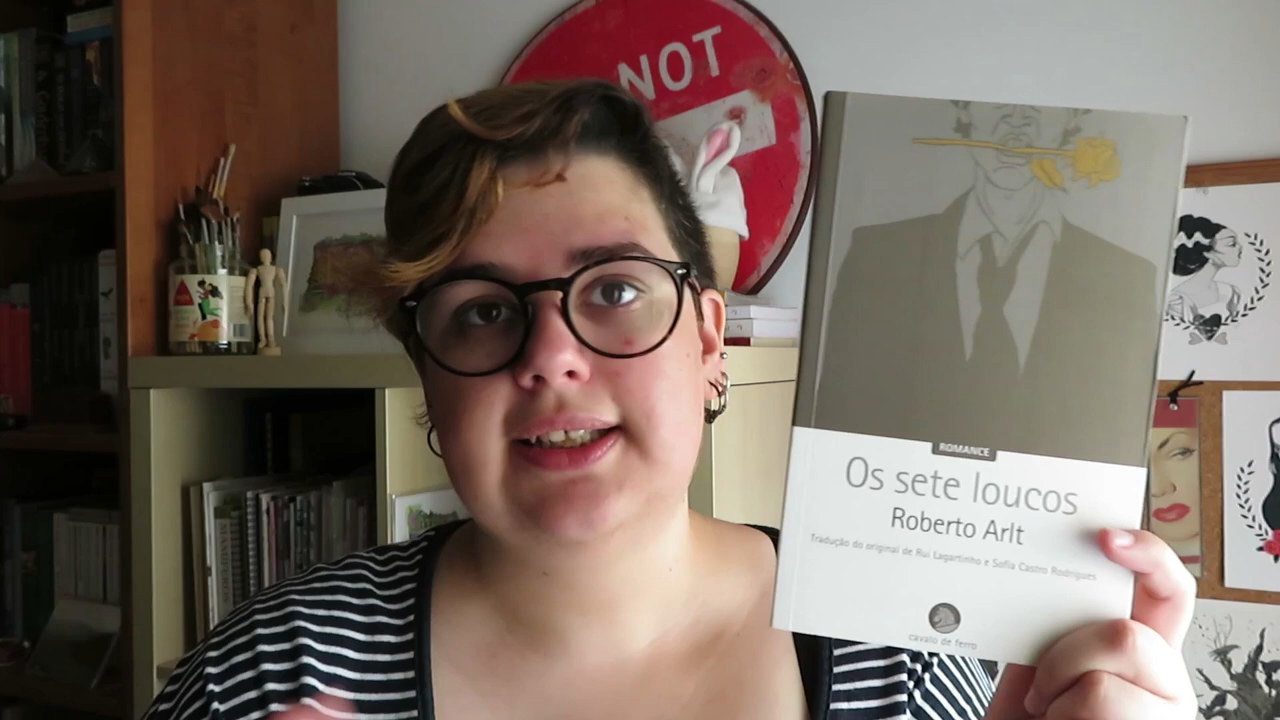 NOT
ROMANCE
Os sete loucos
Roberto Arlt
Tradução do original de Rui Lagartinho e Sofia Castro Rodrigues
cavalo de ferro